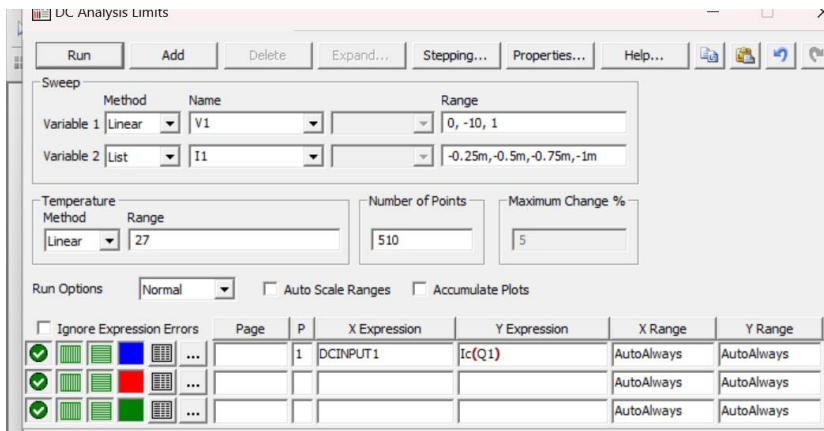 DC Analysis Limits
Run Add Delete Expand... Stepping... Properties... Help...
Sweep
Method Name Range
Variable 1 Linear V1 0, -10, 1
Variable 2 List I1 -0.25m,-0.5m,-0.75m,-1m
Temperature Number of Points Maximum Change %
Method Range
Linear 27 510 5
Run Options Normal Auto Scale Ranges Accumulate Plots
Ignore Expression Errors Page P X Expression Y Expression X Range Y Range
... 1 DCINPUT1 Ic(Q1) AutoAlways AutoAlways
... AutoAlways AutoAlways
... AutoAlways AutoAlways